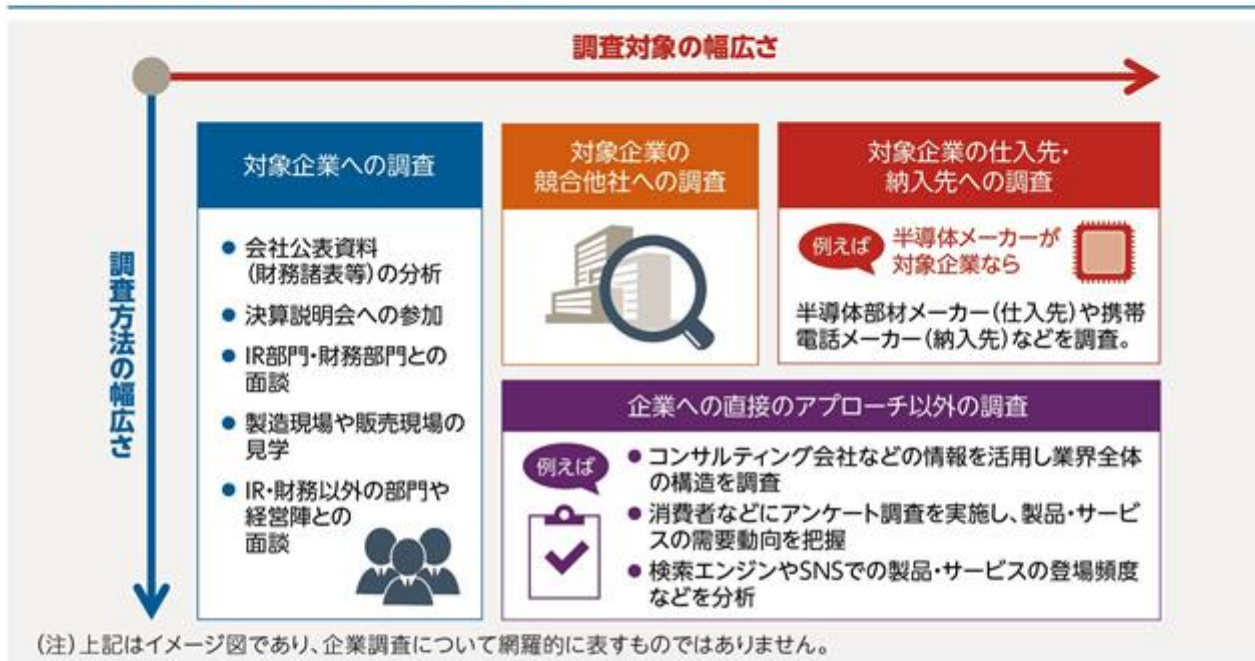 調査対象の幅広さ
調査方法の幅広さ
対象企業への調査
● 会社公表資料
(財務諸表等)の分析
● 決算説明会への参加
● IR部門・財務部門との
面談
● 製造現場や販売現場の
見学
● IR・財務以外の部門や
経営陣との
面談
対象企業の
競合他社への調査
対象企業の仕入先・
納入先への調査
例えば
半導体メーカーが
対象企業なら
半導体部材メーカー(仕入先)や携帯
電話メーカー(納入先)などを調査。
企業への直接のアプローチ以外の調査
例えば
● コンサルティング会社などの情報を活用し業界全体
の構造を調査
● 消費者などにアンケート調査を実施し、製品・サービ
スの需要動向を把握
● 検索エンジンやSNSでの製品・サービスの登場頻度
などを分析
(注)上記はイメージ図であり、企業調査について網羅的に表すものではありません。